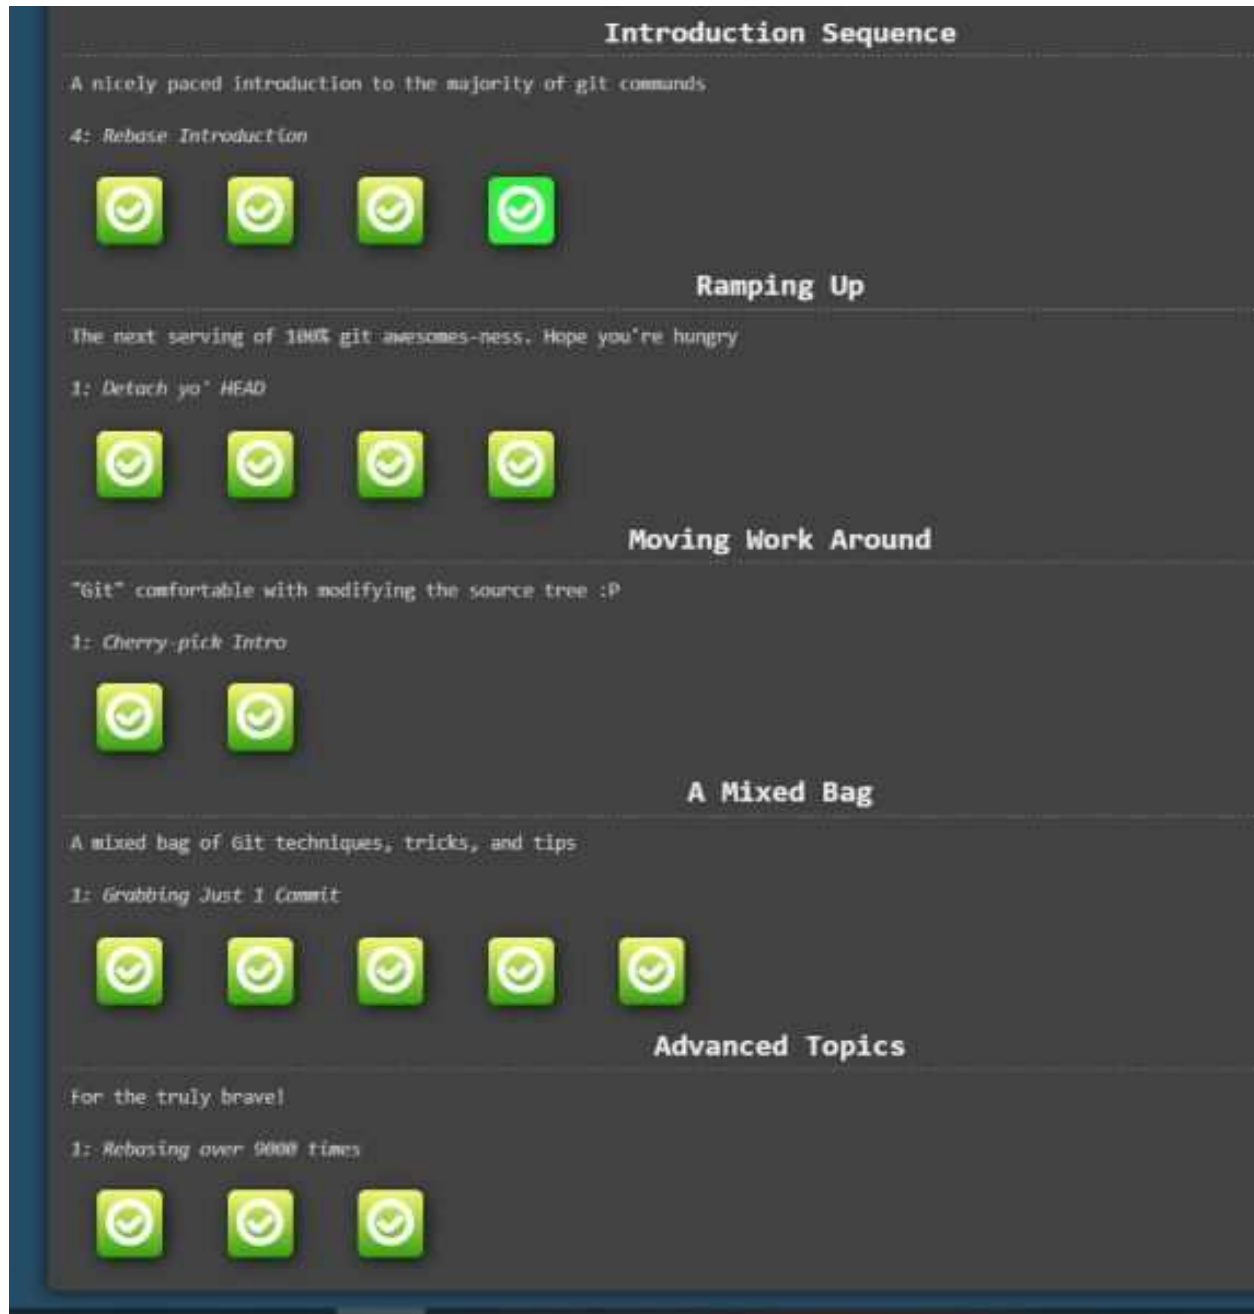 Introduction Sequence
A nicely paced introduction to the majority of git commands
4: Rebase Introduction
Ramping Up
The next serving of 100% git awesomes-ness. Hope you're hungry
1: Detach yo' HEAD
Moving Work Around
"Git" comfortable with modifying the source tree :P
1: Cherry-pick Intro
A Mixed Bag
A mixed bag of Git techniques, tricks, and tips
1: Grabbing Just 1 Commit
Advanced Topics
For the truly brave!
1: Rebasing over 9000 times